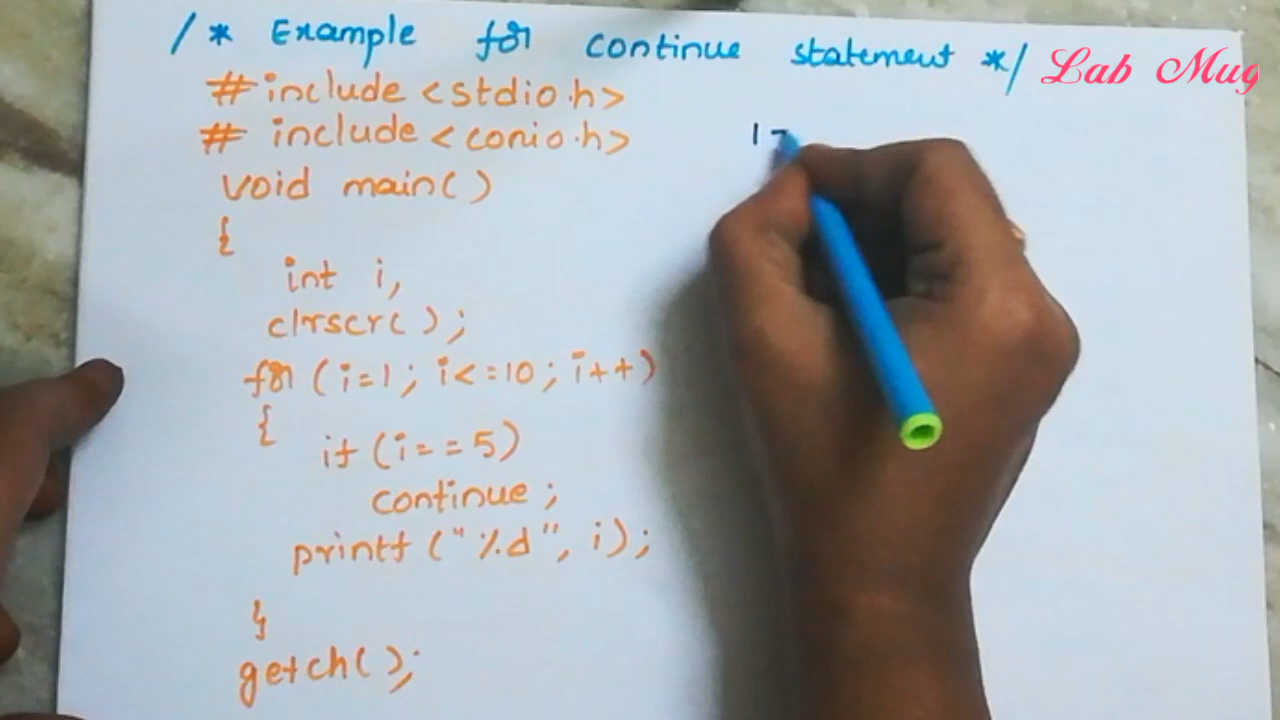 /* Example for continue statement */
Lab Mug
#include <stdio.h>
# include <conio.h>
void main()
{
int i,
clrscr();
for (i=1; i<=10; i++)
{
if (i==5)
continue;
printf ("%d", i);
}
getch();
1